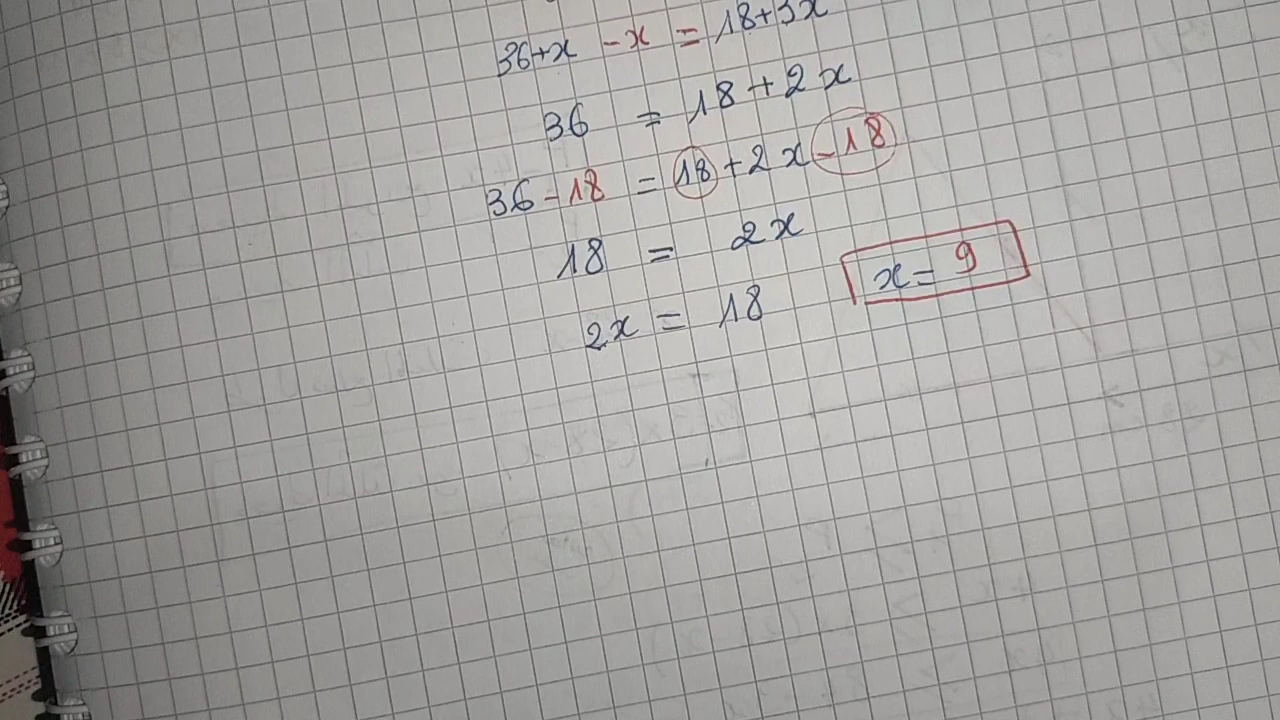 36+x -x = 18+3x
36 = 18+2x
36-18 = 18+2x-18
18 = 2x
x= 9
2x = 18